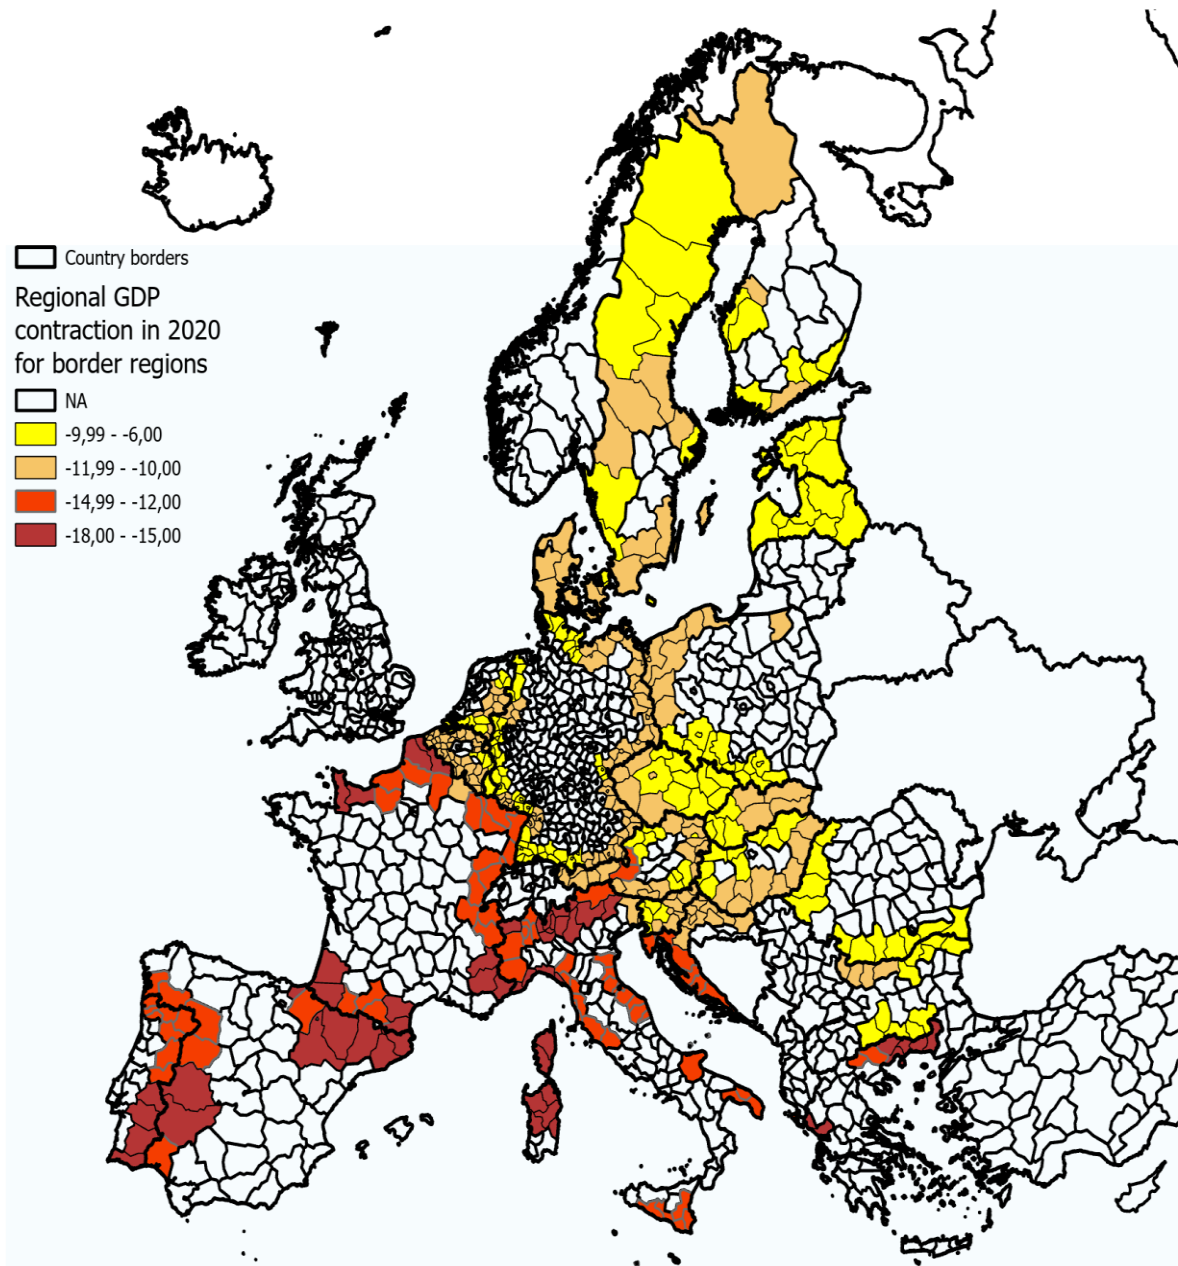 Country borders
Regional GDP
contraction in 2020
for border regions
NA
-9,99 - -6,00
-11,99 - -10,00
-14,99 - -12,00
-18,00 - -15,00